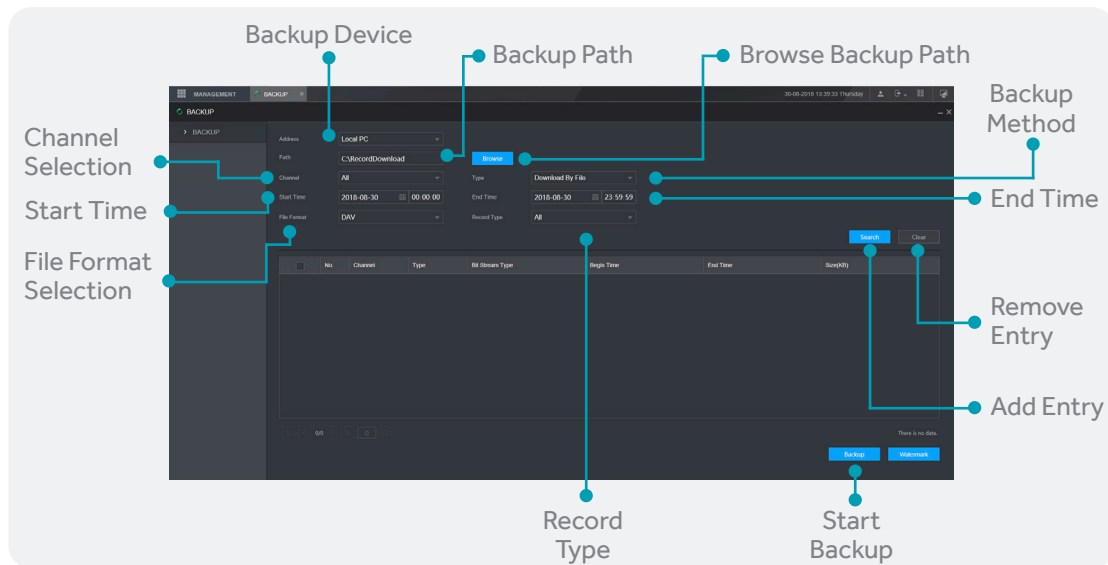 Backup Device
Backup Path
Browse Backup Path
Backup
Method
Channel
Selection
Start Time
File Format
Selection
End Time
Remove
Entry
Add Entry
Record
Type
Start
Backup
MANAGEMENT
BACKUP ×
30-08-2018 13:39:33 Thursday
BACKUP
BACKUP
Address Local PC
Path C:\RecordDownload Browse
Channel All Type Download By File
Start Time 2018-08-30 00:00:00 End Time 2018-08-30 23:59:59
File Format DAV Record Type All
Search Clear
No. Channel Type Bit Stream Type Begin Time End Time Size(KB)
0/0 0
There is no data.
Backup Watermark